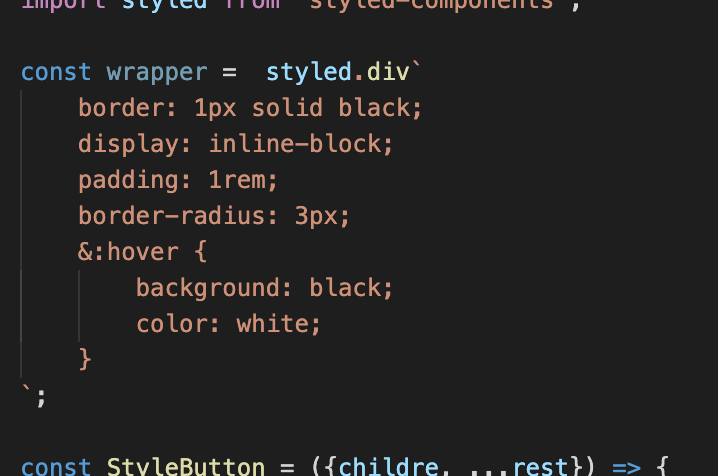 import styled from 'styled-components';
const wrapper =  styled.div`
border: 1px solid black;
display: inline-block;
padding: 1rem;
border-radius: 3px;
&:hover {
background: black;
color: white;
}
`;
const StyleButton = ({childre, ...rest}) => {